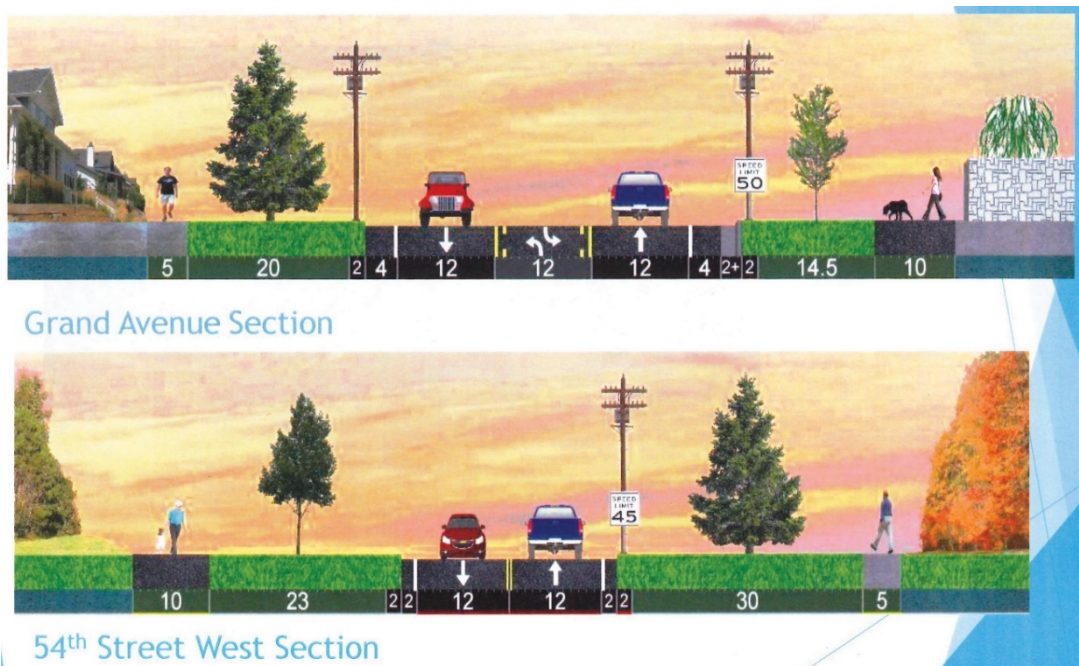 SPEED
LIMIT
50
5 20 2 4 12 12 12 4 2+ 2 14.5 10
Grand Avenue Section
SPEED
LIMIT
45
10 23 2 2 12 12 2 2 30 5
54th Street West Section